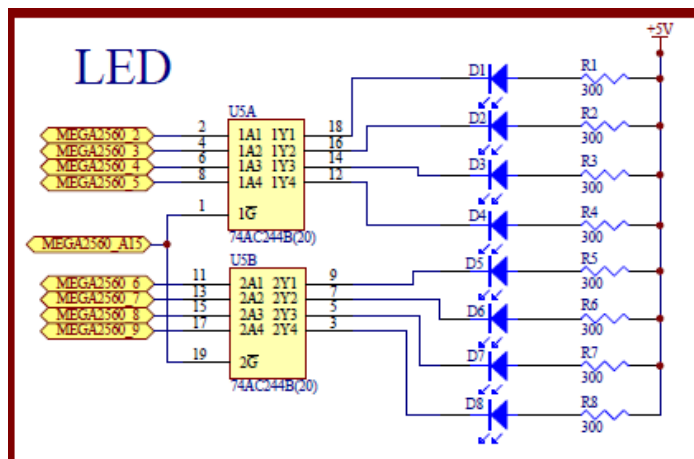 LED
+5V
D1 R1
300
U5A
MEGA2560_2 2 1A1 1Y1 18
MEGA2560_3 4 1A2 1Y2 16
MEGA2560_4 6 1A3 1Y3 14
MEGA2560_5 8 1A4 1Y4 12
D2 R2
300
D3 R3
300
1 1G
74AC244B(20)
D4 R4
300
MEGA2560_A15
U5B
D5 R5
300
MEGA2560_6 11 2A1 2Y1 9
MEGA2560_7 13 2A2 2Y2 7
MEGA2560_8 15 2A3 2Y3 5
MEGA2560_9 17 2A4 2Y4 3
D6 R6
300
19 2G
74AC244B(20)
D7 R7
300
D8 R8
300